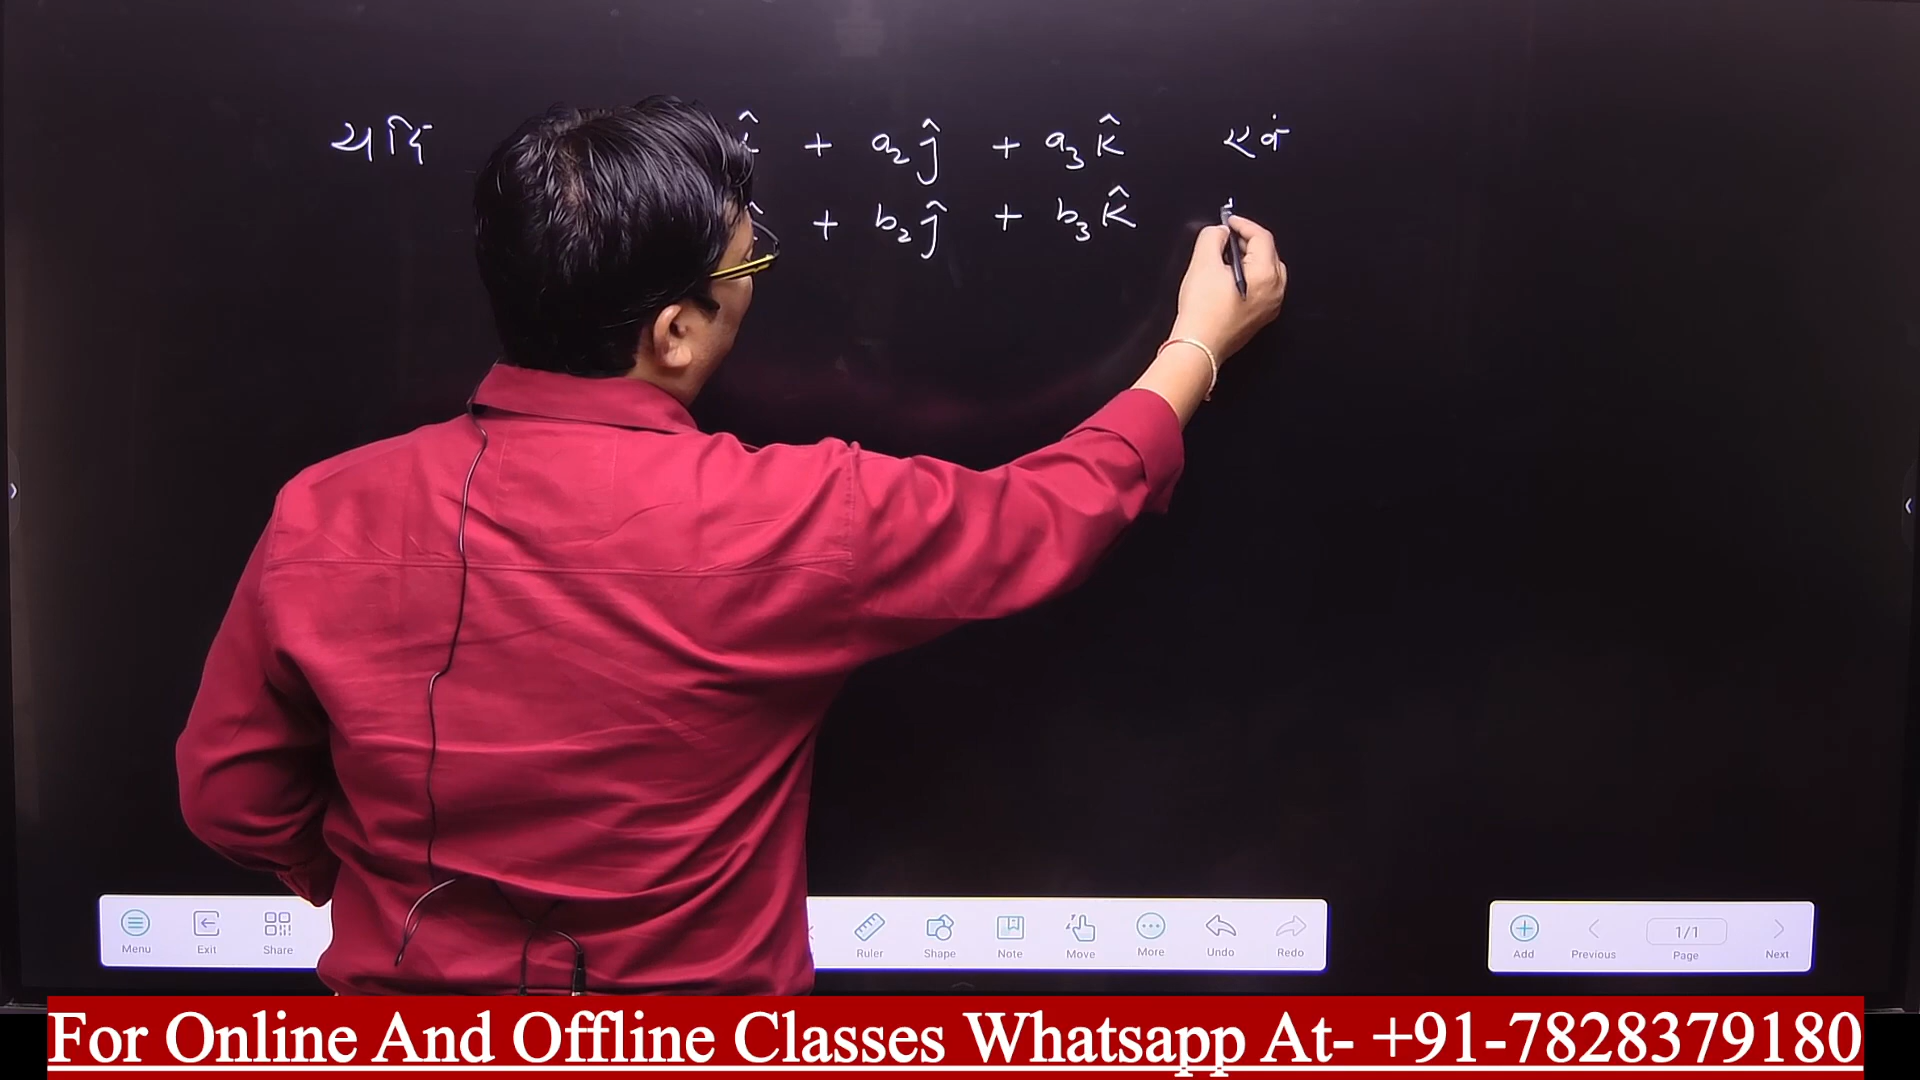 यदि + a₂ĵ + a₃k̂ एवं
+ b₂ĵ + b₃k̂
Menu Exit Share Ruler Shape Note Move More Undo Redo
Add Previous 1/1 Page Next
For Online And Offline Classes Whatsapp At- +91-7828379180